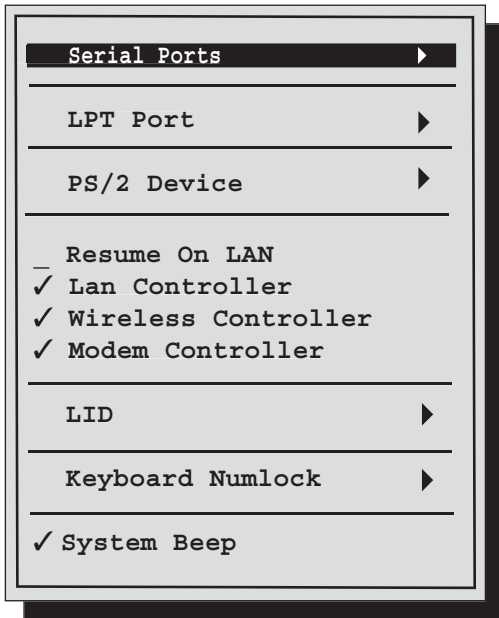 Serial Ports
LPT Port
PS/2 Device
_ Resume On LAN
✓ Lan Controller
✓ Wireless Controller
✓ Modem Controller
LID
Keyboard Numlock
✓ System Beep